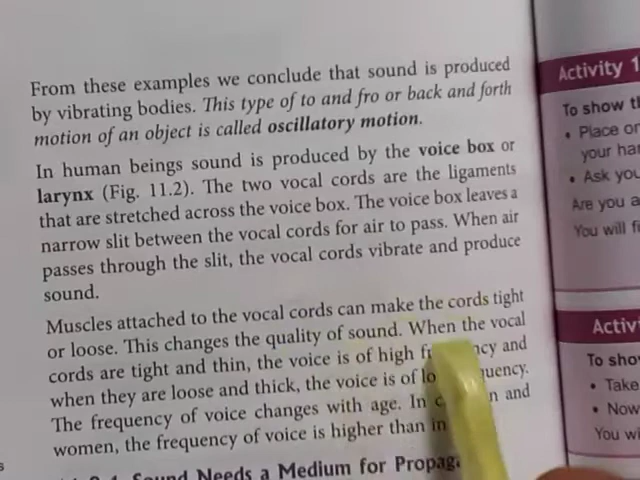 From these examples we conclude that sound is produced
by vibrating bodies. This type of to and fro or back and forth
motion of an object is called oscillatory motion.
In human beings sound is produced by the voice box or
larynx (Fig. 11.2). The two vocal cords are the ligaments
that are stretched across the voice box. The voice box leaves a
narrow slit between the vocal cords for air to pass. When air
passes through the slit, the vocal cords vibrate and produce
sound.
Muscles attached to the vocal cords can make the cords tight
or loose. This changes the quality of sound. When the vocal
cords are tight and thin, the voice is of high and
when they are loose and thick, the voice is of
The frequency of voice changes with age. In and
women, the frequency of voice is higher than in
Sound Needs a Medium for
Activity 1
To show
• Place
your
• Ask you
Are you a
You will
To show
• Take
• Now
You